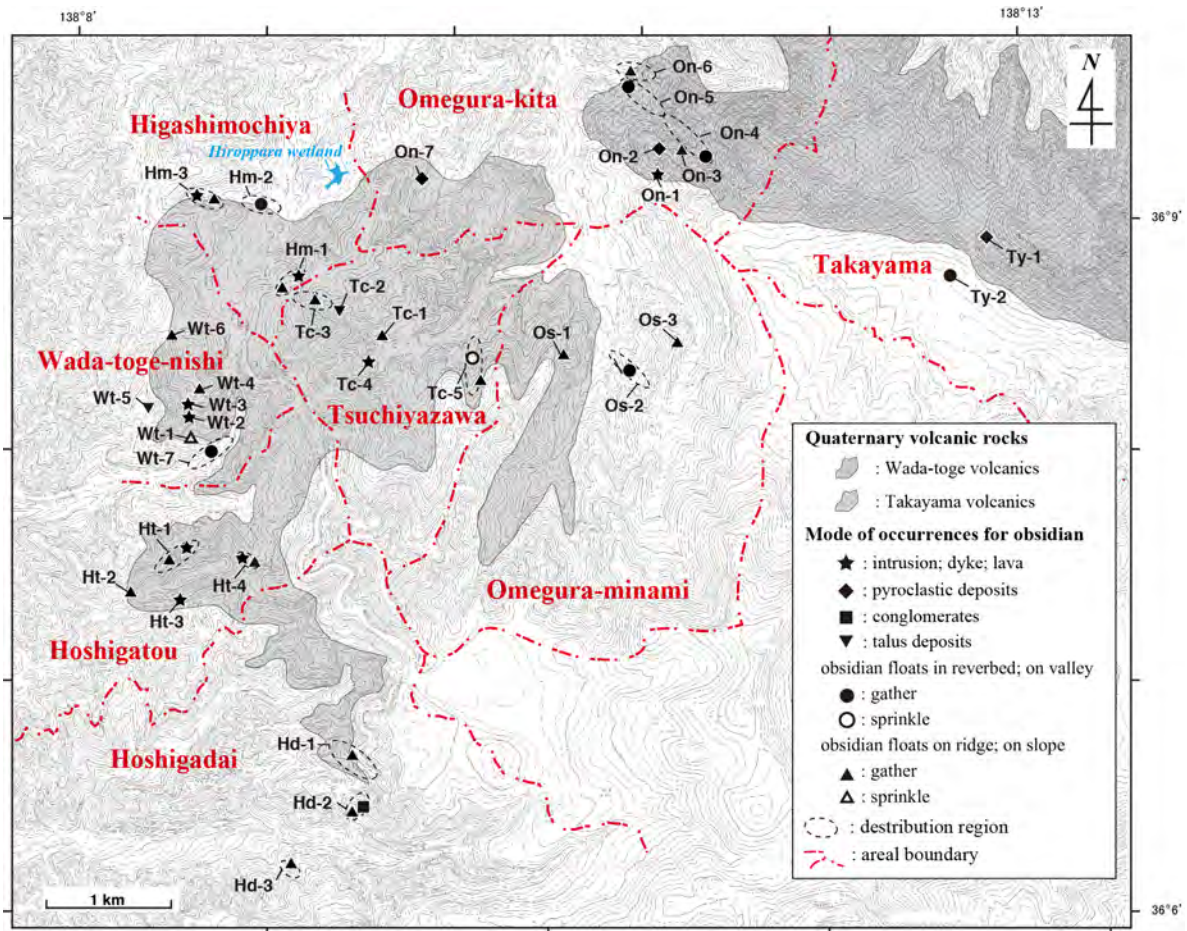 138°8'
138°13'
N
On-6
Omegura-kita
On-5
Higashimochiya
On-4
Hiroppara wetland
On-2
Hm-3
Hm-2
On-7
On-3
On-1
36°9'
Hm-1
Takayama
Ty-1
Tc-2
Ty-2
Tc-3
Tc-1
Os-1
Os-3
Wt-6
Wada-toge-nishi
Wt-4
Tc-4
Tc-5
Wt-5
Wt-3
Os-2
Wt-2
Tsuchiyazawa
Wt-1
Wt-7
Ht-1
Ht-2
Ht-4
Omegura-minami
Ht-3
Hoshigatou
Hd-1
Hoshigadai
Hd-2
Hd-3
1 km
36°6'
Quaternary volcanic rocks
: Wada-toge volcanics
: Takayama volcanics
Mode of occurrences for obsidian
: intrusion; dyke; lava
: pyroclastic deposits
: conglomerates
: talus deposits
obsidian floats in reverbed; on valley
: gather
: sprinkle
obsidian floats on ridge; on slope
: gather
: sprinkle
: destribution region
: areal boundary